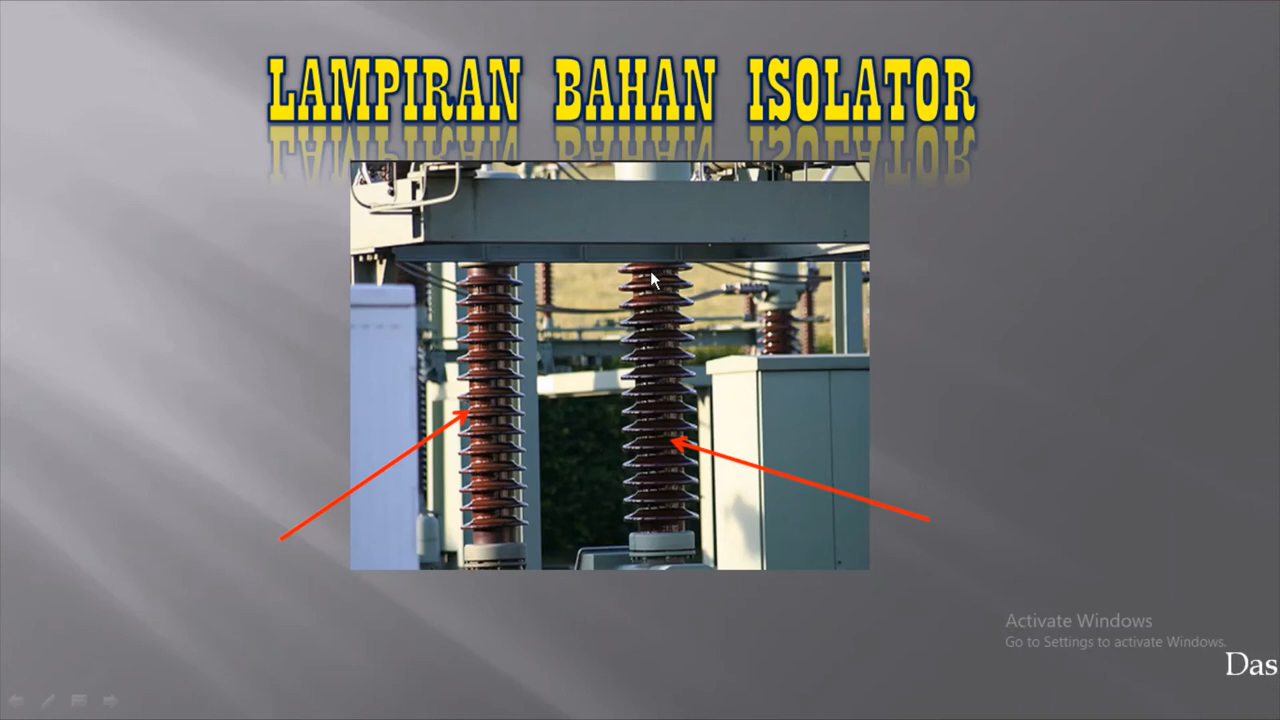 LAMPIRAN BAHAN ISOLATOR
Activate Windows
Go to Settings to activate Windows.
Das